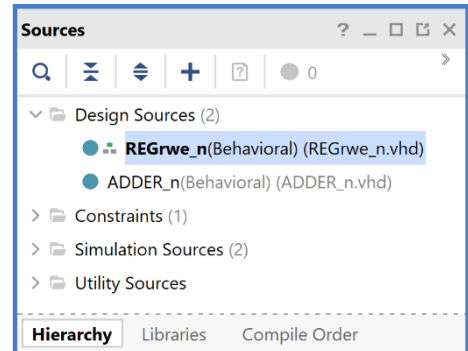 Sources
0
Design Sources (2)
REGrwe_n(Behavioral) (REGrwe_n.vhd)
ADDER_n(Behavioral) (ADDER_n.vhd)
Constraints (1)
Simulation Sources (2)
Utility Sources
Hierarchy Libraries Compile Order